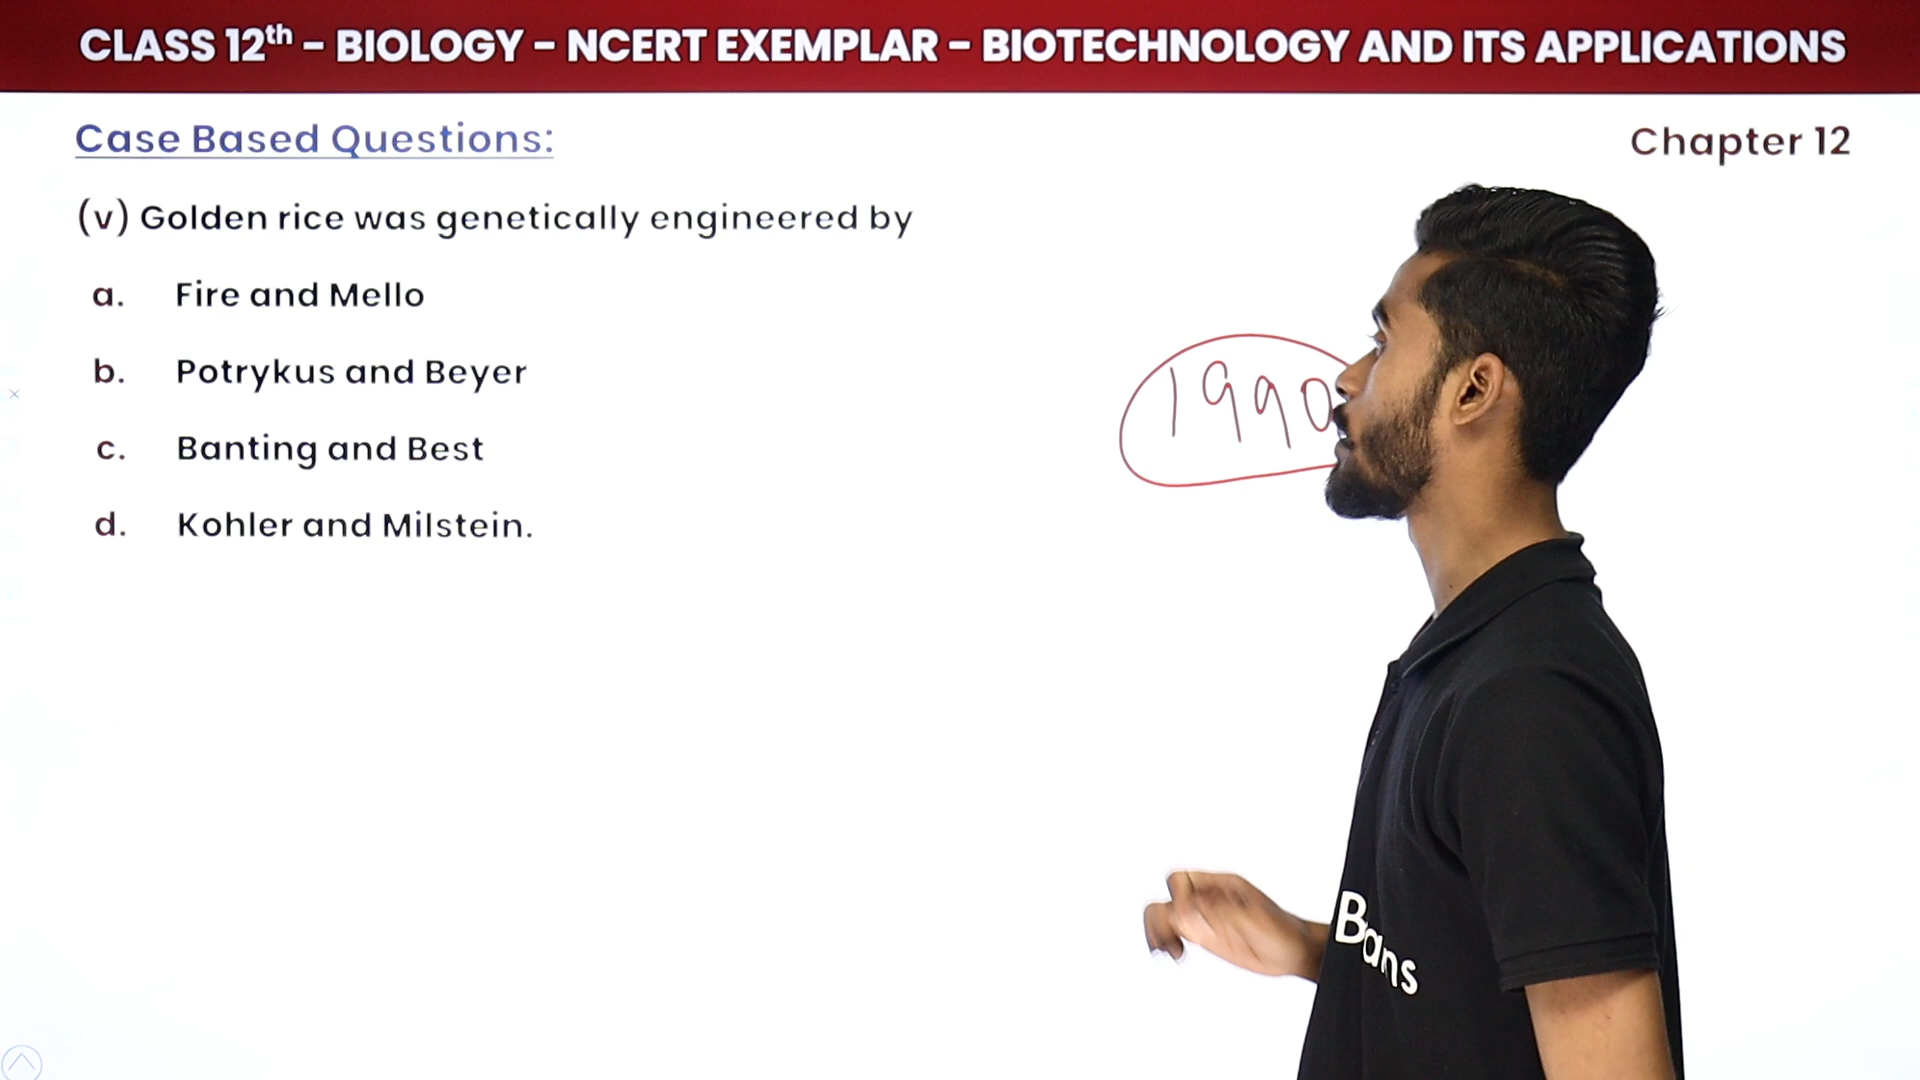 CLASS 12th – BIOLOGY – NCERT EXEMPLAR – BIOTECHNOLOGY AND ITS APPLICATIONS
Case Based Questions:
Chapter 12
(v) Golden rice was genetically engineered by
a. Fire and Mello
b. Potrykus and Beyer
c. Banting and Best
d. Kohler and Milstein.
1990